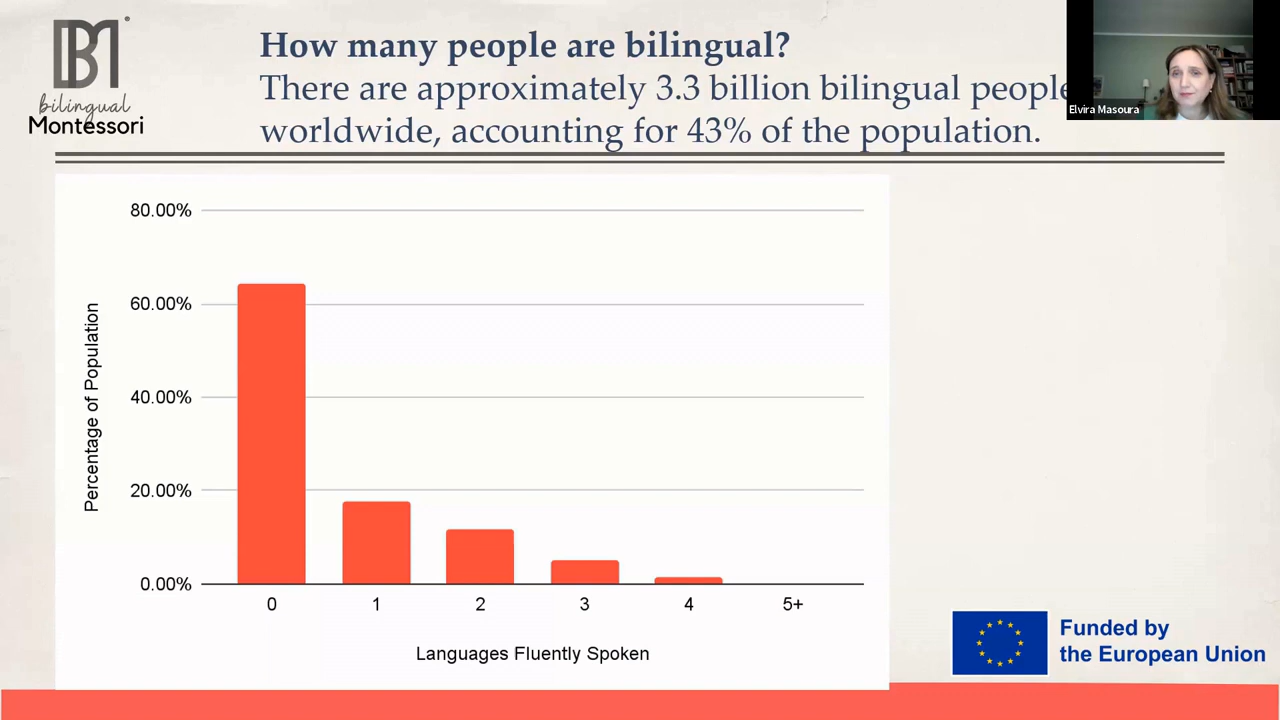 bilingual
Montessori
How many people are bilingual?
There are approximately 3.3 billion bilingual people
worldwide, accounting for 43% of the population.
Elvira Masoura
80.00%
60.00%
40.00%
20.00%
0.00%
Percentage of Population
0 1 2 3 4 5+
Languages Fluently Spoken
Funded by
the European Union